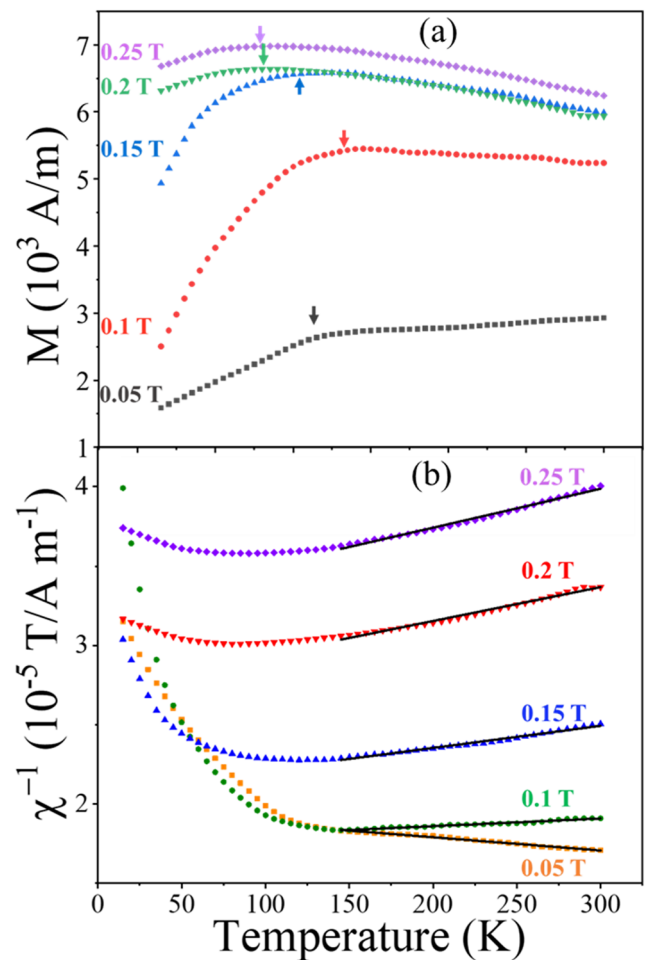 (a)
7
6
5
4
3
2
1
M (10³ A/m)
0.25 T
0.2 T
0.15 T
0.1 T
0.05 T
(b)
4
3
2
χ⁻¹ (10⁻⁵ T/A m⁻¹)
0.25 T
0.2 T
0.15 T
0.1 T
0.05 T
0 50 100 150 200 250 300
Temperature (K)